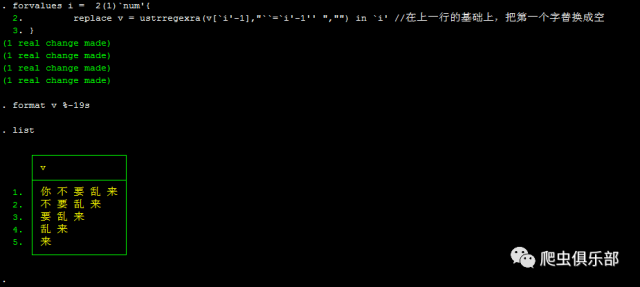 . forvalues i = 2(1)`num'{
2. replace v = ustrregexra(v[`i'-1],"``=`i'-1'' ","") in `i' //在上一行的基础上，把第一个字替换成空
3. }
(1 real change made)
(1 real change made)
(1 real change made)
(1 real change made)
. format v %-19s
. list
v
1. 你 不 要 乱 来
2. 不 要 乱 来
3. 要 乱 来
4. 乱 来
5. 来
爬虫俱乐部
.